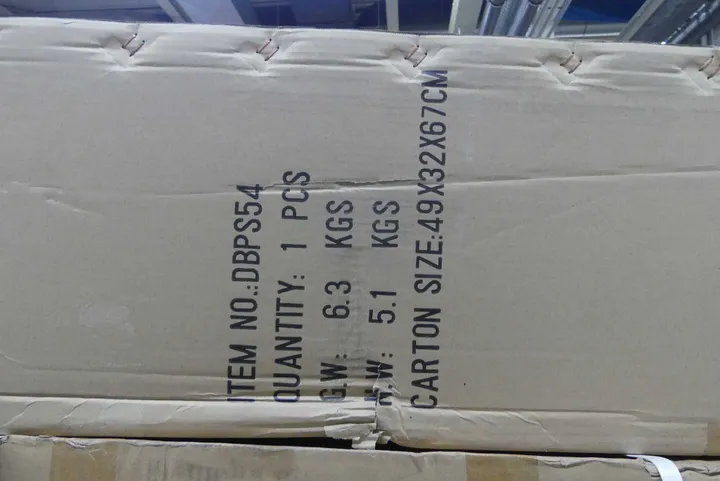 ITEM NO.:DBPS54
QUANTITY: 1 PCS
G.W: 6.3 KGS
N.W: 5.1 KGS
CARTON SIZE:49X32X67CM